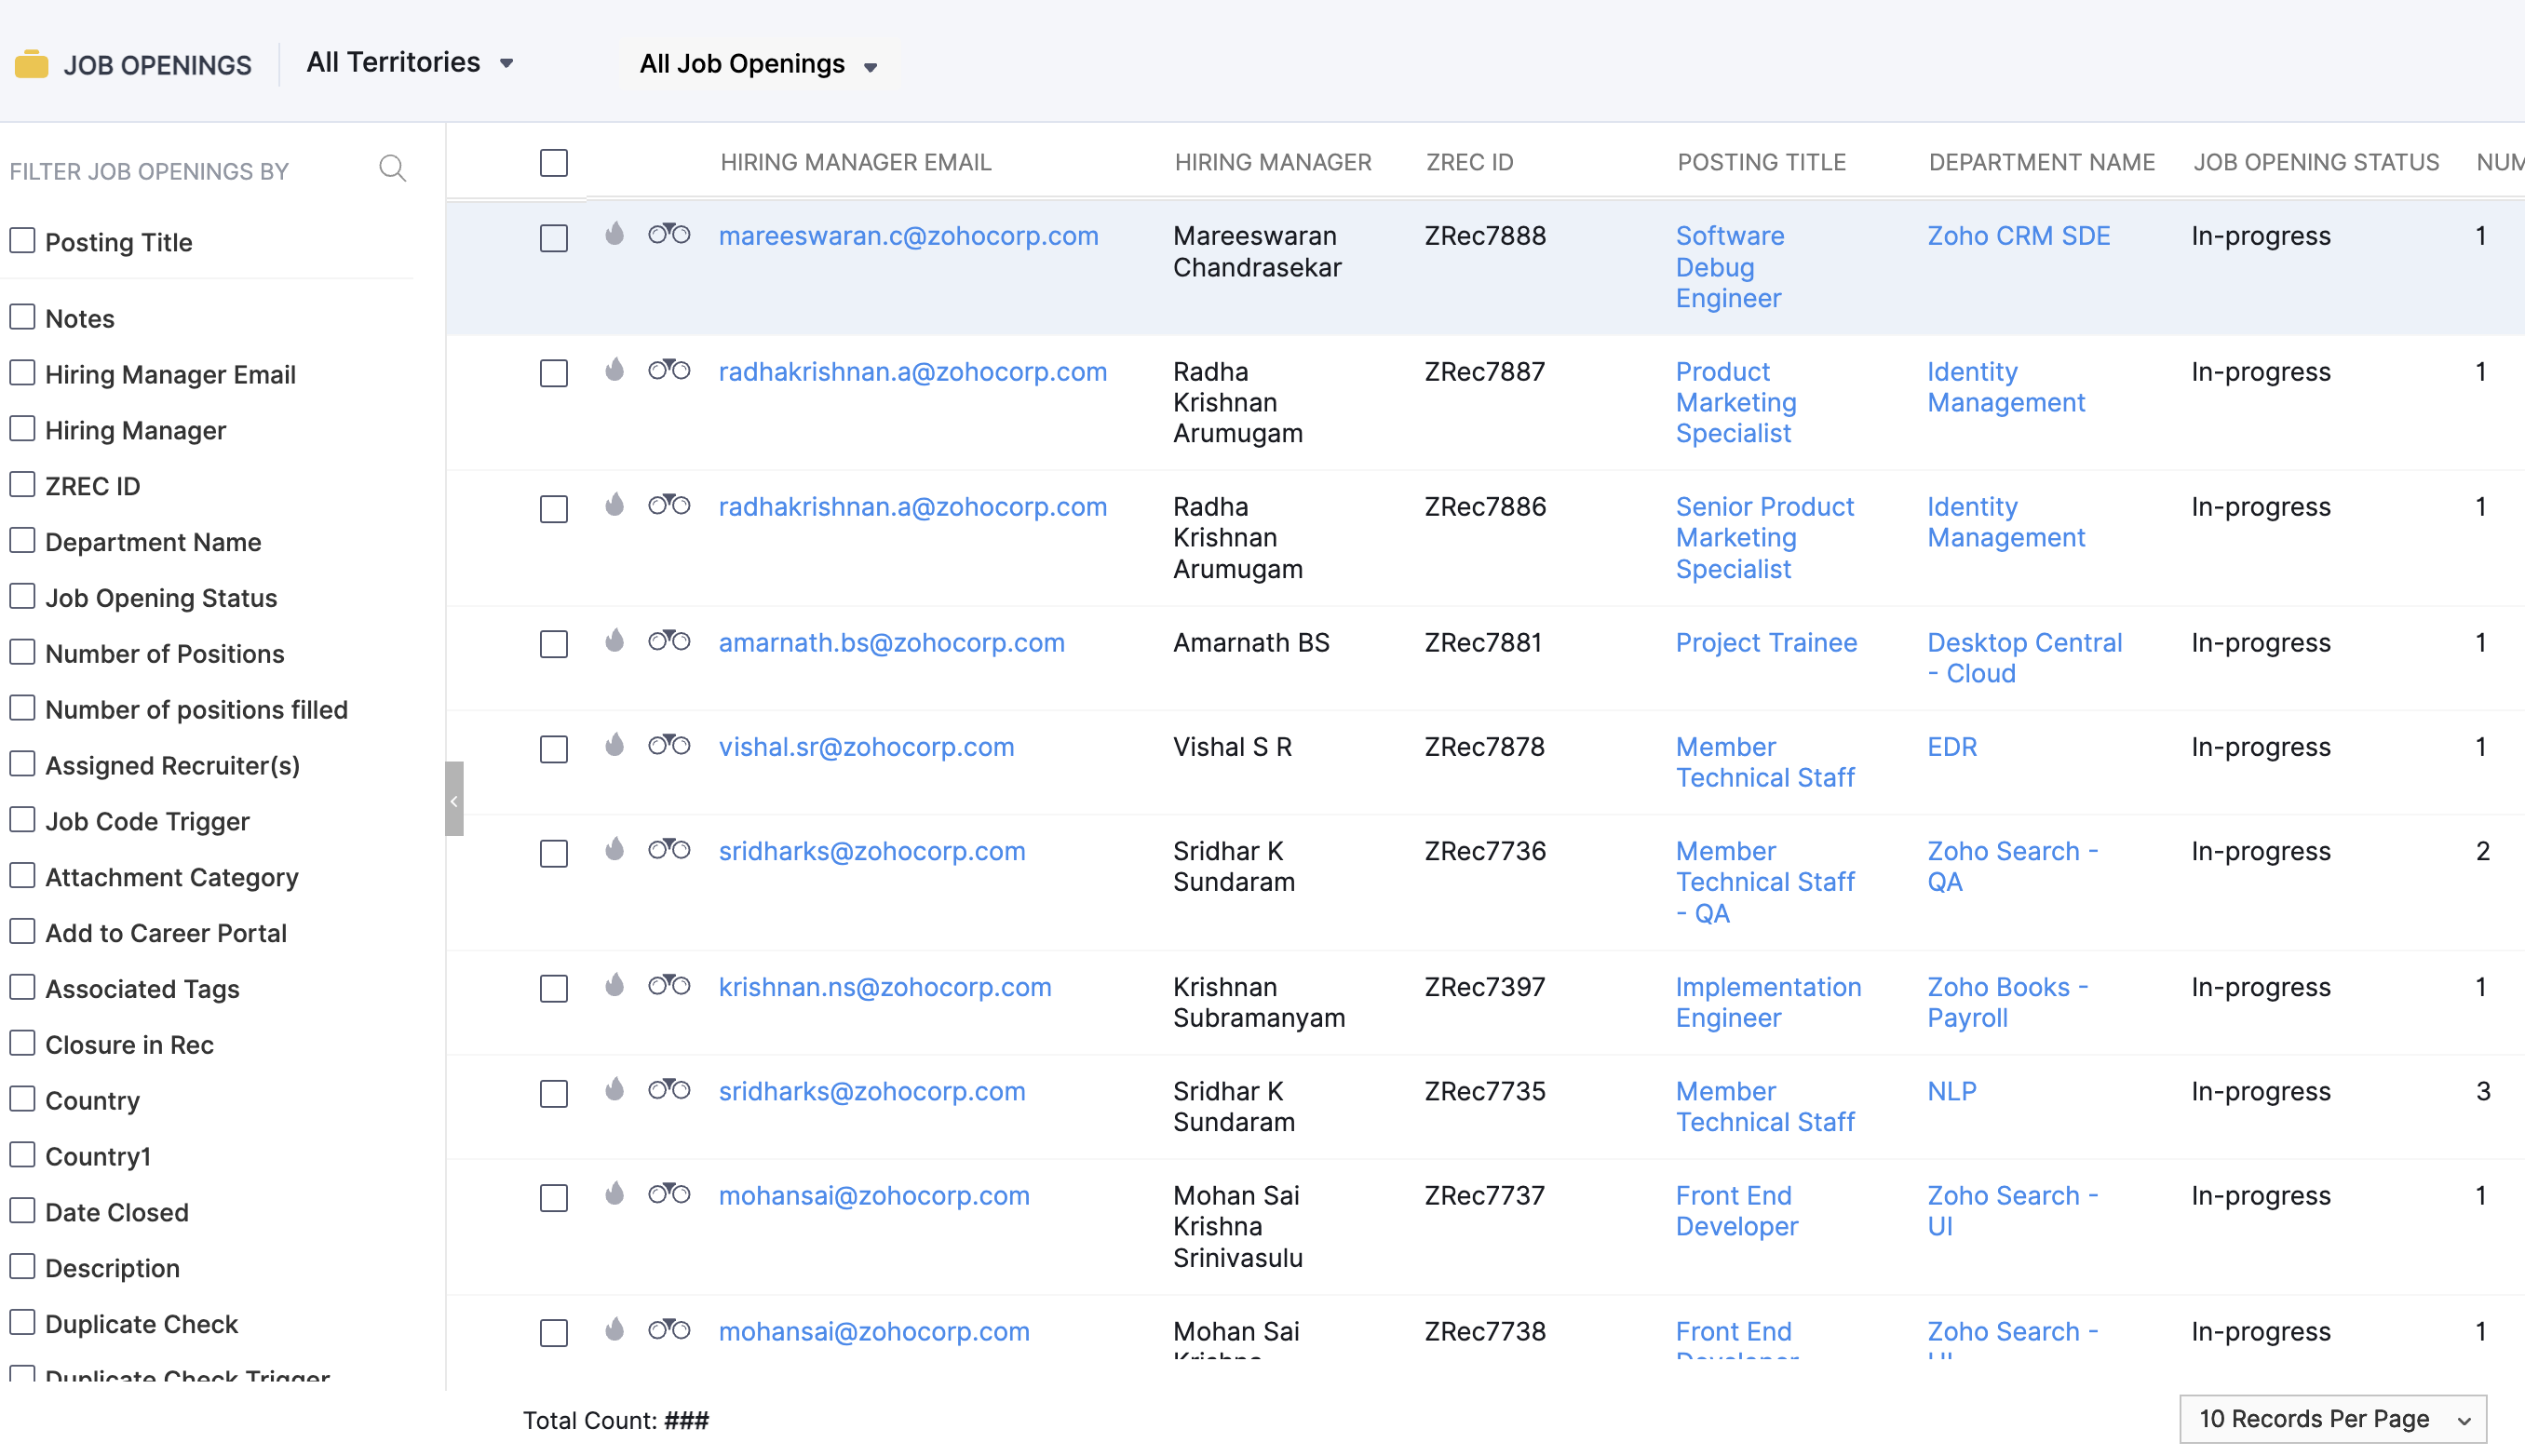 JOB OPENINGS All Territories All Job Openings
FILTER JOB OPENINGS BY
Posting Title
Notes
Hiring Manager Email
Hiring Manager
ZREC ID
Department Name
Job Opening Status
Number of Positions
Number of positions filled
Assigned Recruiter(s)
Job Code Trigger
Attachment Category
Add to Career Portal
Associated Tags
Closure in Rec
Country
Country1
Date Closed
Description
Duplicate Check
Duplicate Check Trigger
HIRING MANAGER EMAIL HIRING MANAGER ZREC ID POSTING TITLE DEPARTMENT NAME JOB OPENING STATUS NUM
mareeswaran.c@zohocorp.com Mareeswaran ZRec7888 Software Zoho CRM SDE In-progress 1
Chandrasekar Debug
Engineer
radhakrishnan.a@zohocorp.com Radha ZRec7887 Product Identity In-progress 1
Krishnan Marketing Management
Arumugam Specialist
radhakrishnan.a@zohocorp.com Radha ZRec7886 Senior Product Identity In-progress 1
Krishnan Marketing Management
Arumugam Specialist
amarnath.bs@zohocorp.com Amarnath BS ZRec7881 Project Trainee Desktop Central In-progress 1
- Cloud
vishal.sr@zohocorp.com Vishal S R ZRec7878 Member EDR In-progress 1
Technical Staff
sridharks@zohocorp.com Sridhar K ZRec7736 Member Zoho Search - In-progress 2
Sundaram Technical Staff QA
- QA
krishnan.ns@zohocorp.com Krishnan ZRec7397 Implementation Zoho Books - In-progress 1
Subramanyam Engineer Payroll
sridharks@zohocorp.com Sridhar K ZRec7735 Member NLP In-progress 3
Sundaram Technical Staff
mohansai@zohocorp.com Mohan Sai ZRec7737 Front End Zoho Search - In-progress 1
Krishna Developer UI
Srinivasulu
mohansai@zohocorp.com Mohan Sai ZRec7738 Front End Zoho Search - In-progress 1
Krishna Developer UI
Total Count: ###
10 Records Per Page